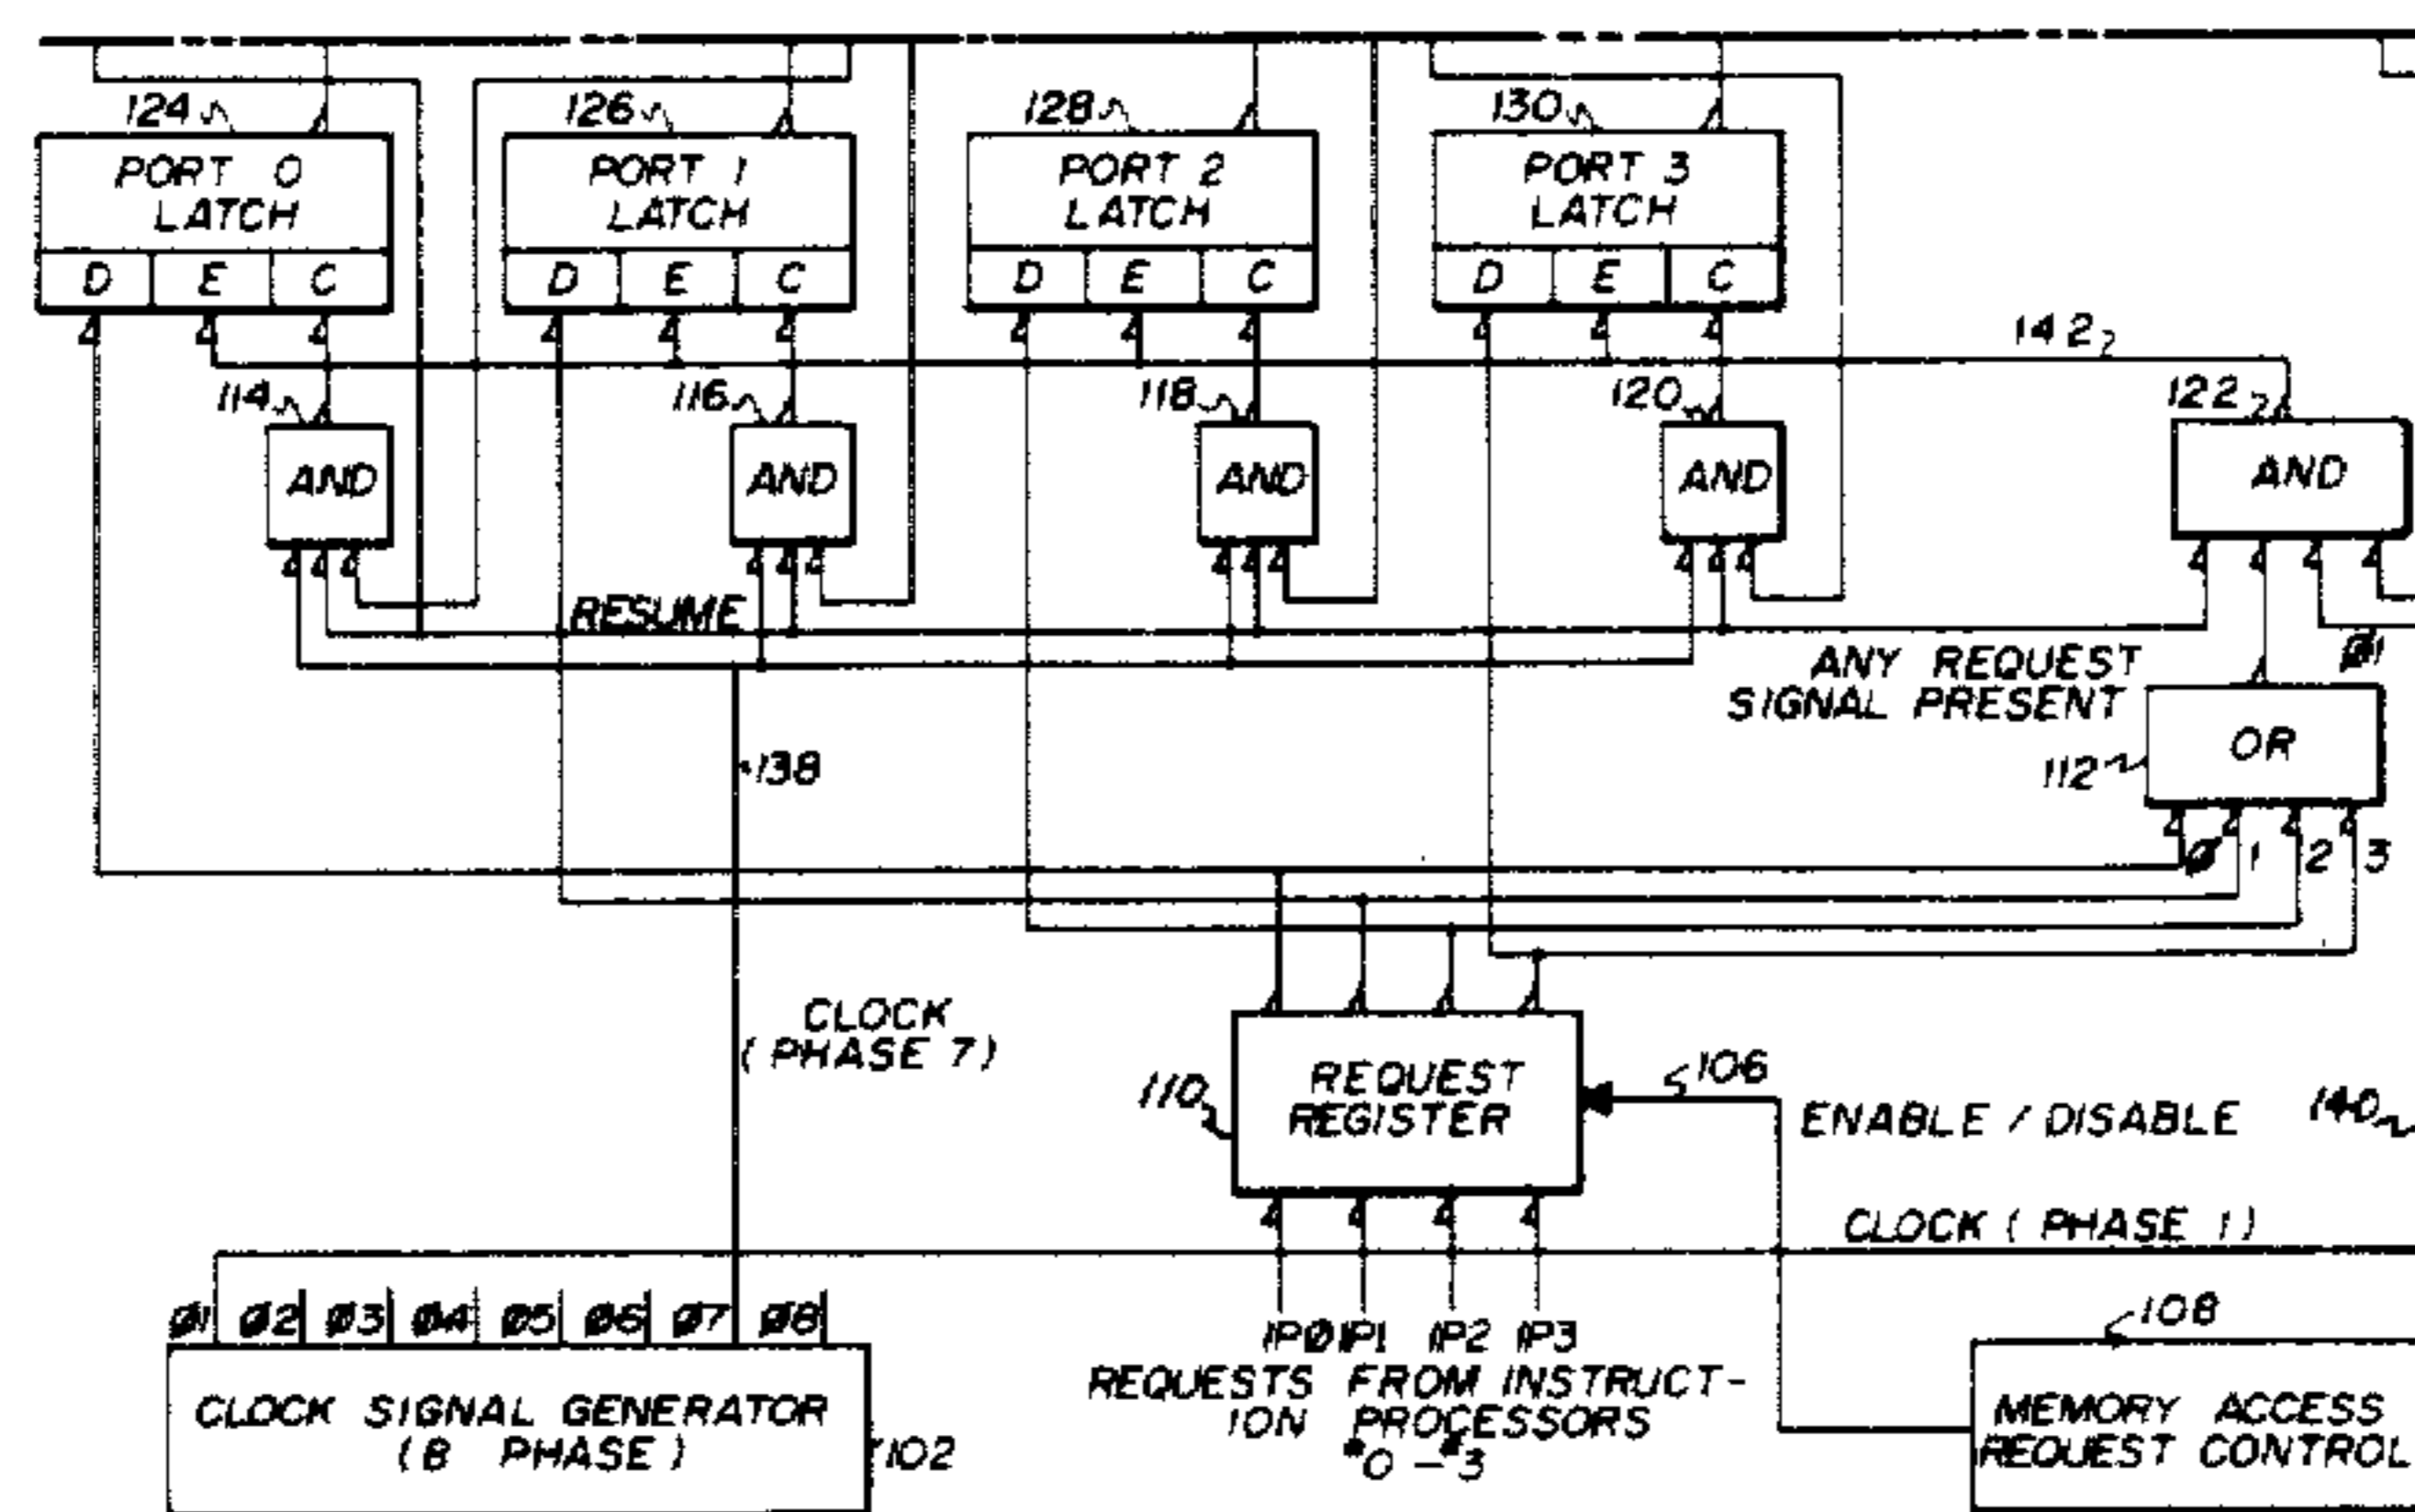 124
126
128
130
PORT 0
LATCH
PORT 1
LATCH
PORT 2
LATCH
PORT 3
LATCH
D E C
D E C
D E C
D E C
142
114
116
118
120
122
AND
AND
AND
AND
AND
RESUME
ANY REQUEST
SIGNAL PRESENT
Ø1
OR
112
138
Ø 1 2 3
CLOCK
(PHASE 7)
REQUEST
REGISTER
110
106
ENABLE / DISABLE
140
CLOCK ( PHASE 1)
Ø1 Ø2 Ø3 Ø4 Ø5 Ø6 Ø7 Ø8
IPØ IP1 IP2 IP3
REQUESTS FROM INSTRUCT-
ION PROCESSORS
#0 - #3
108
CLOCK SIGNAL GENERATOR
(8 PHASE)
102
MEMORY ACCESS
REQUEST CONTROL